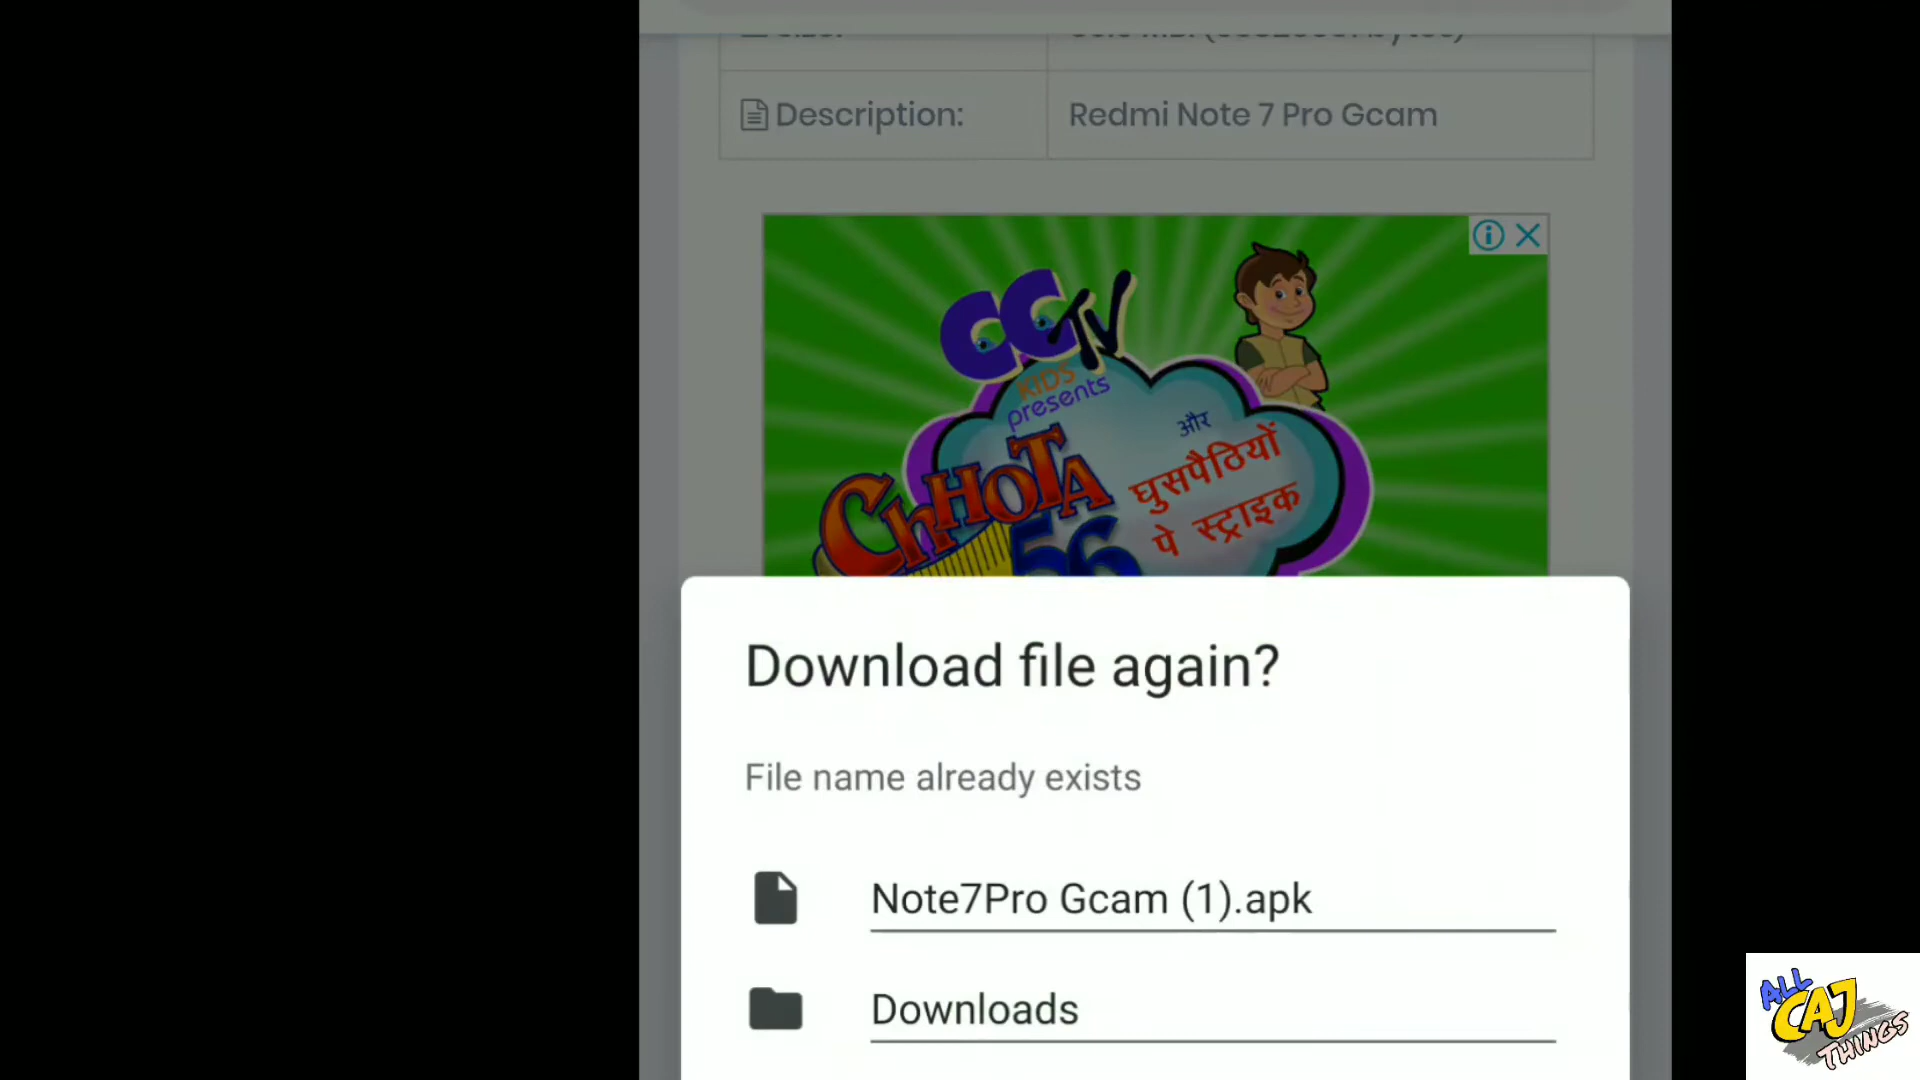 Description:
Redmi Note 7 Pro Gcam
CCTV
KIDS
presents
CHHOTA
56
और
घुसपैठियों
पे स्ट्राइक
Download file again?
File name already exists
Note7Pro Gcam (1).apk
Downloads
ALL
CAJ
THINGS